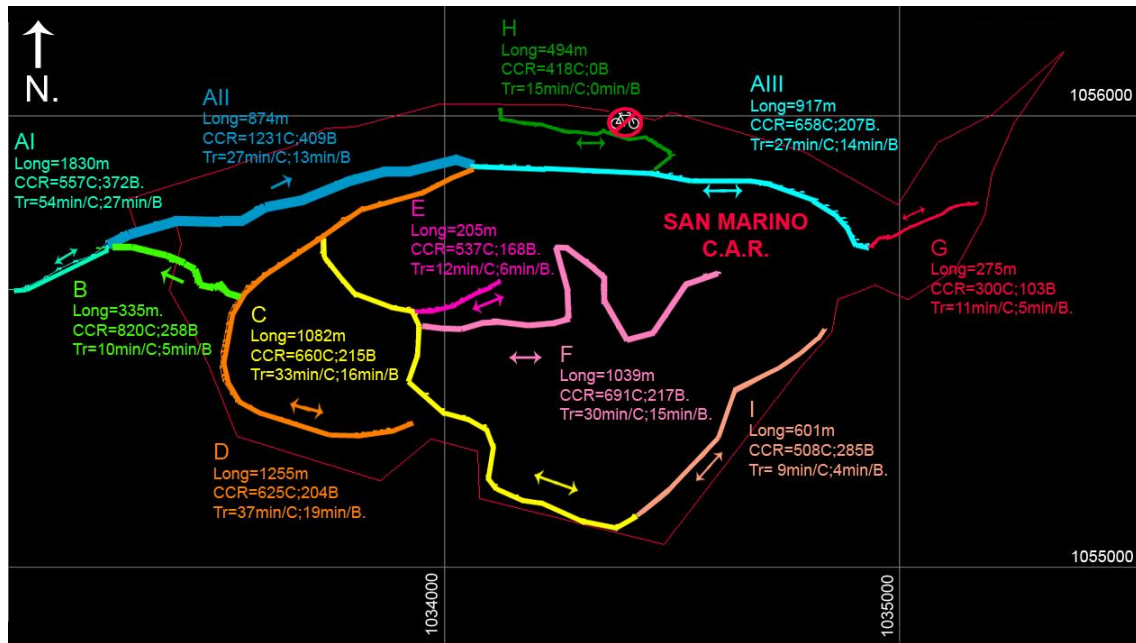 N.
H
Long=494m
CCR=418C;0B
Tr=15min/C;0min/B
AII
Long=874m
CCR=1231C;409B
Tr=27min/C;13min/B
AIII
Long=917m
CCR=658C;207B.
Tr=27min/C;14min/B
1056000
AI
Long=1830m
CCR=557C;372B.
Tr=54min/C;27min/B
E
Long=205m
CCR=537C;168B.
Tr=12min/C;6min/B.
SAN MARINO
C.A.R.
G
Long=275m
CCR=300C;103B
Tr=11min/C;5min/B.
B
Long=335m.
CCR=820C;258B
Tr=10min/C;5min/B
C
Long=1082m
CCR=660C;215B
Tr=33min/C;16min/B
F
Long=1039m
CCR=691C;217B.
Tr=30min/C;15min/B.
I
Long=601m
CCR=508C;285B
Tr= 9min/C;4min/B.
D
Long=1255m
CCR=625C;204B
Tr=37min/C;19min/B.
1055000
1034000
1035000